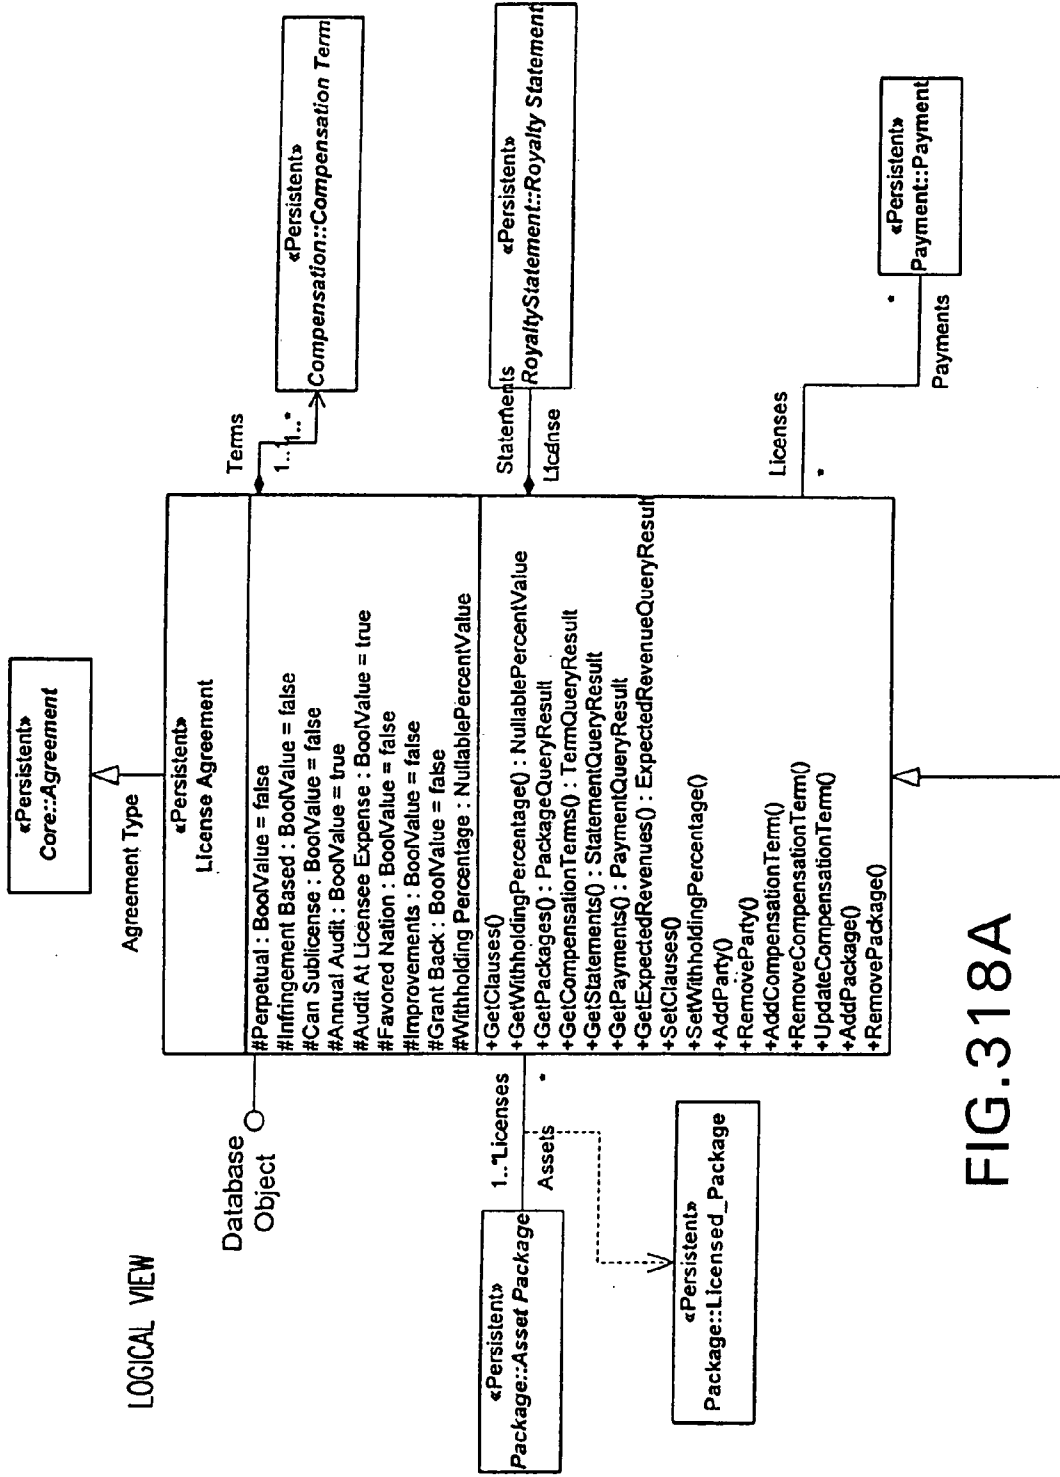 LOGICAL VIEW
«Persistent»
Core::Agreement
Agreement Type
Database
Object
«Persistent»
License Agreement
#Perpetual : BoolValue = false
#Infringement Based : BoolValue = false
#Can Sublicense : BoolValue = false
#Annual Audit : BoolValue = true
#Audit At Licensee Expense : BoolValue = true
#Favored Nation : BoolValue = false
#Improvements : BoolValue = false
#Grant Back : BoolValue = false
#Withholding Percentage : NullablePercentValue
+GetClauses()
+GetWithholdingPercentage() : NullablePercentValue
+GetPackages() : PackageQueryResult
+GetCompensationTerms() : TermQueryResult
+GetStatements() : StatementQueryResult
+GetPayments() : PaymentQueryResult
+GetExpectedRevenues() : ExpectedRevenueQueryResult
+SetClauses()
+SetWithholdingPercentage()
+AddParty()
+RemoveParty()
+AddCompensationTerm()
+RemoveCompensationTerm()
+UpdateCompensationTerm()
+AddPackage()
+RemovePackage()
Terms
1..1
1..*
«Persistent»
Compensation::Compensation Term
Statements
License
«Persistent»
RoyaltyStatement::Royalty Statement
Licenses
*
*
Payments
«Persistent»
Payment::Payment
1..*
Licenses
Assets
*
«Persistent»
Package::Asset Package
«Persistent»
Package::Licensed_Package
FIG.318A